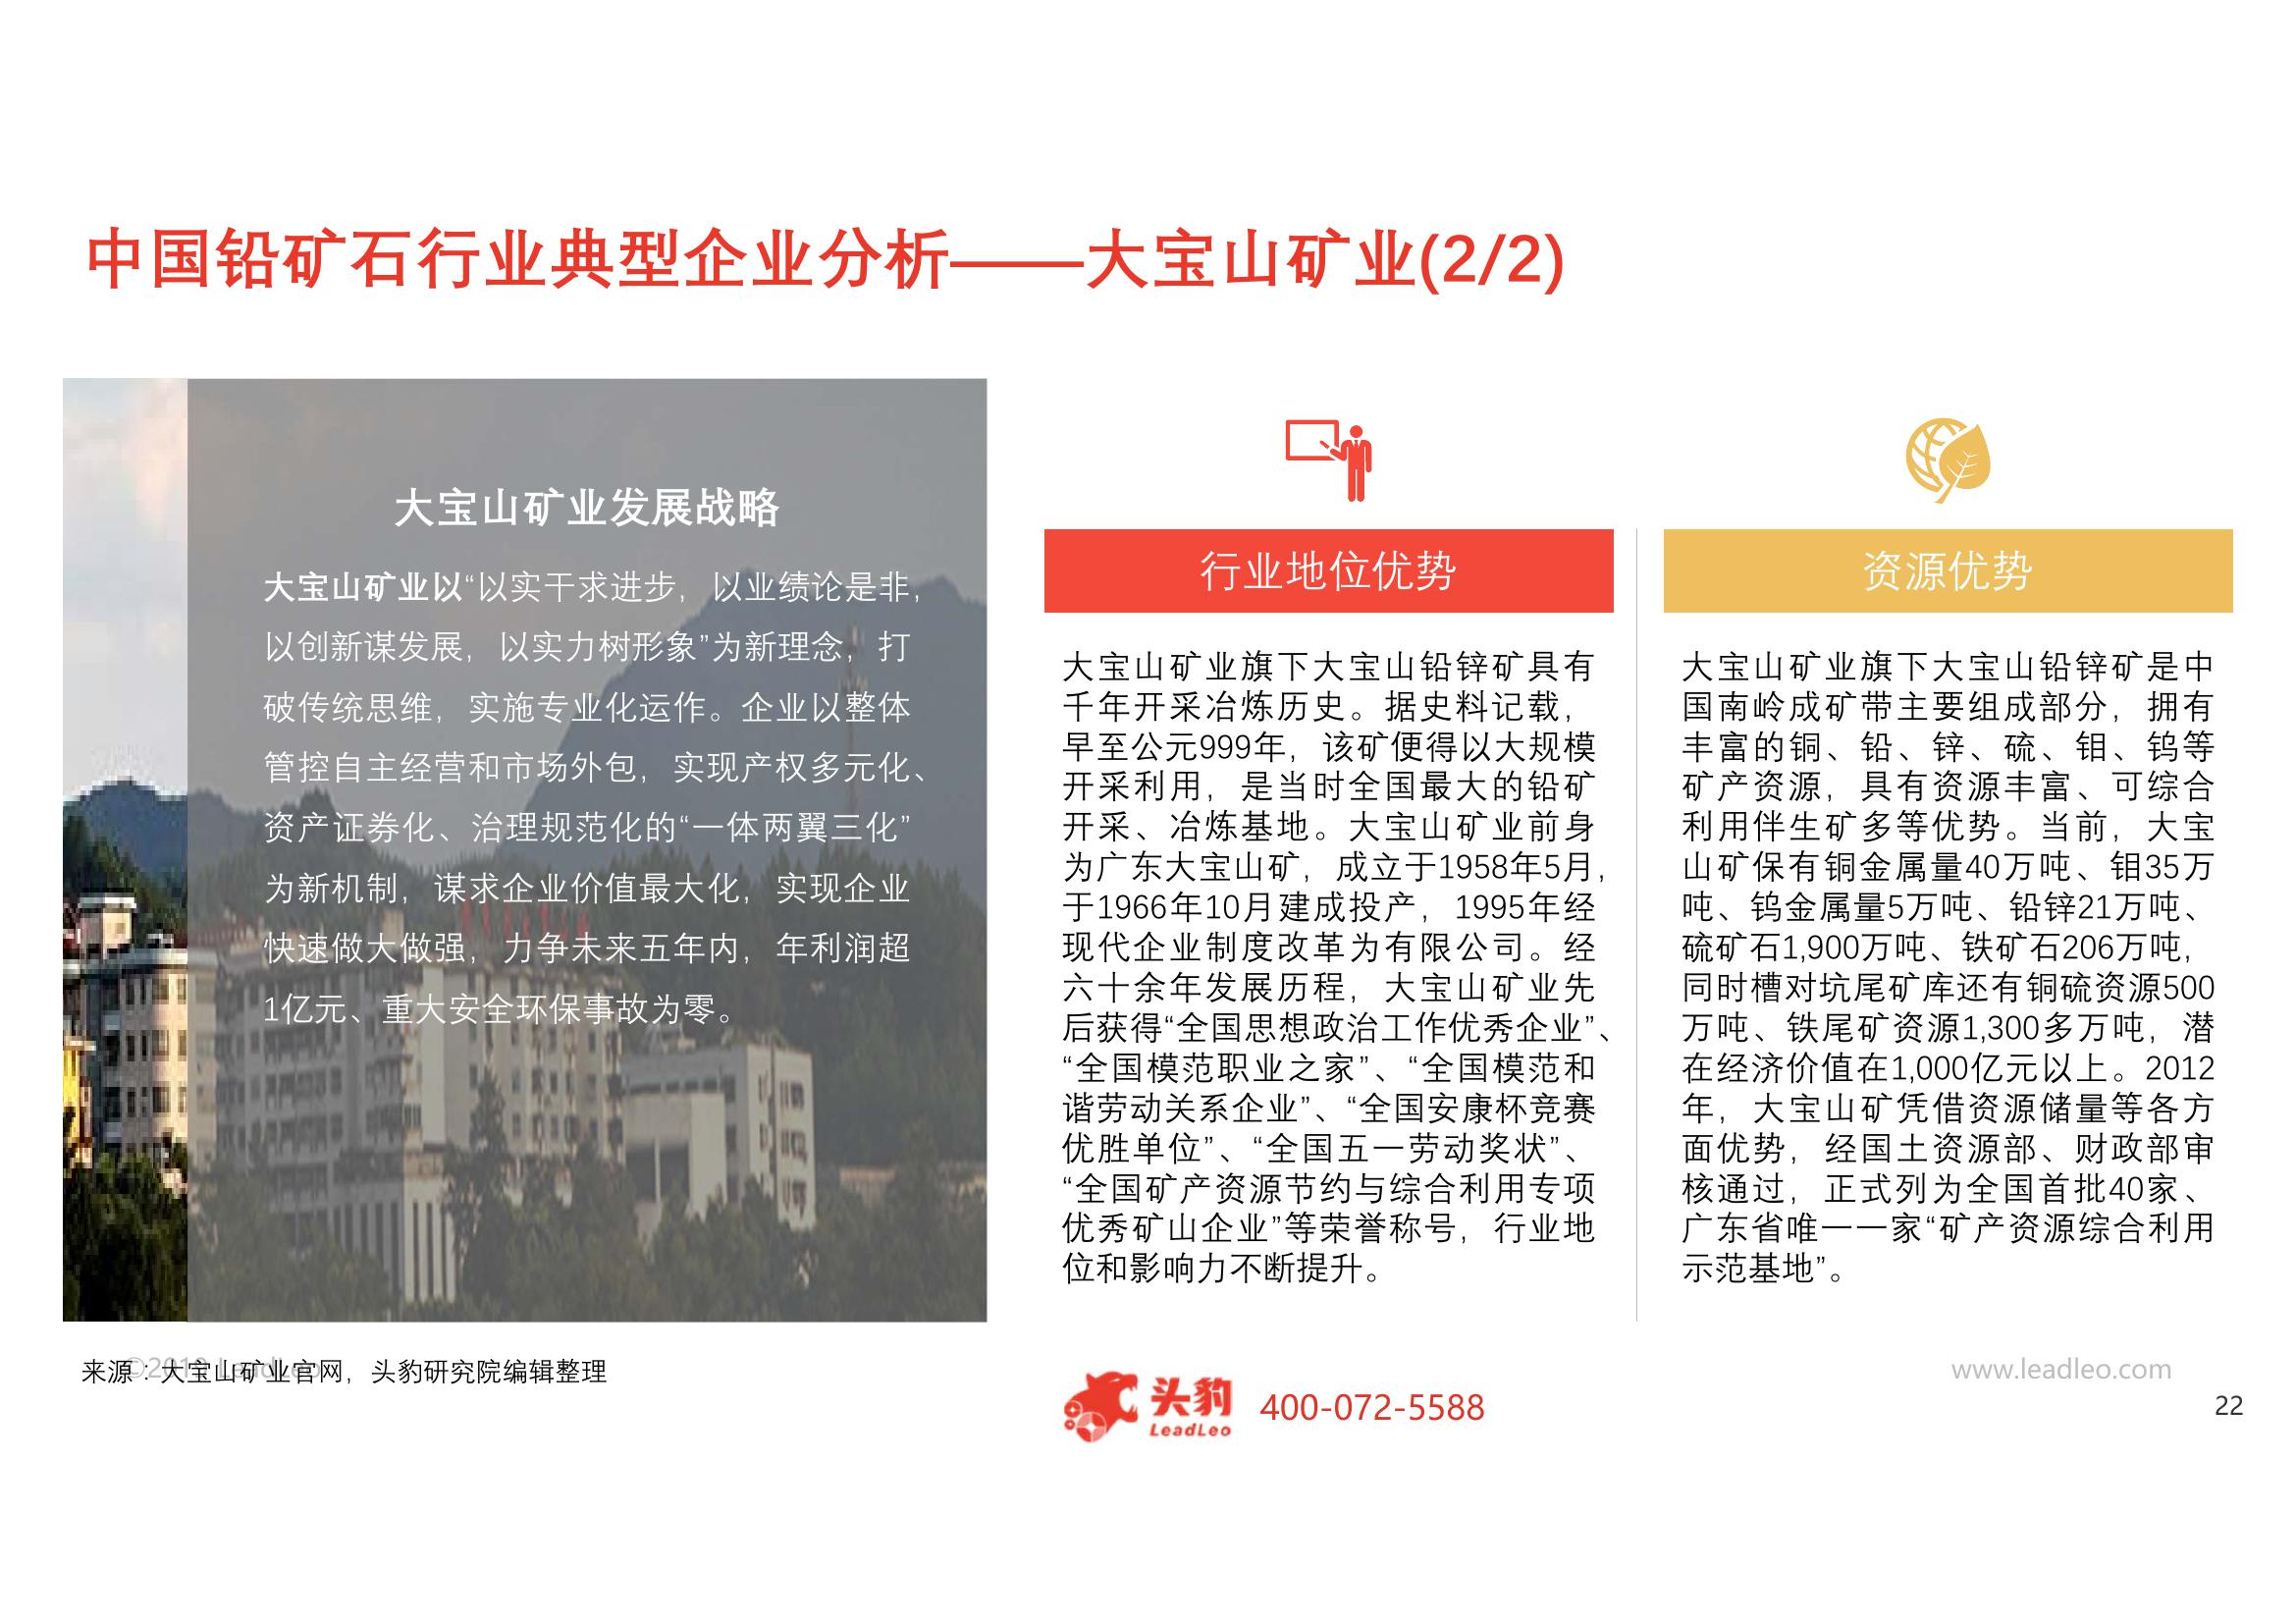 中国铅矿石行业典型企业分析——大宝山矿业(2/2)
大宝山矿业发展战略
大宝山矿业以“以实干求进步，以业绩论是非，
以创新谋发展，以实力树形象”为新理念，打
破传统思维，实施专业化运作。企业以整体
管控自主经营和市场外包，实现产权多元化、
资产证券化、治理规范化的“一体两翼三化”
为新机制，谋求企业价值最大化，实现企业
快速做大做强，力争未来五年内，年利润超
1亿元、重大安全环保事故为零。
行业地位优势
大宝山矿业旗下大宝山铅锌矿具有
千年开采冶炼历史。据史料记载，
早至公元999年，该矿便得以大规模
开采利用，是当时全国最大的铅矿
开采、冶炼基地。大宝山矿业前身
为广东大宝山矿，成立于1958年5月，
于1966年10月建成投产，1995年经
现代企业制度改革为有限公司。经
六十余年发展历程，大宝山矿业先
后获得“全国思想政治工作优秀企业”、
“全国模范职业之家”、“全国模范和
谐劳动关系企业”、“全国安康杯竞赛
优胜单位”、“全国五一劳动奖状”、
“全国矿产资源节约与综合利用专项
优秀矿山企业”等荣誉称号，行业地
位和影响力不断提升。
资源优势
大宝山矿业旗下大宝山铅锌矿是中
国南岭成矿带主要组成部分，拥有
丰富的铜、铅、锌、硫、钼、钨等
矿产资源，具有资源丰富、可综合
利用伴生矿多等优势。当前，大宝
山矿保有铜金属量40万吨、钼35万
吨、钨金属量5万吨、铅锌21万吨、
硫矿石1,900万吨、铁矿石206万吨，
同时槽对坑尾矿库还有铜硫资源500
万吨、铁尾矿资源1,300多万吨，潜
在经济价值在1,000亿元以上。2012
年，大宝山矿凭借资源储量等各方
面优势，经国土资源部、财政部审
核通过，正式列为全国首批40家、
广东省唯一一家“矿产资源综合利用
示范基地”。
来源：大宝山矿业官网，头豹研究院编辑整理
头豹
LeadLeo
400-072-5588
www.leadleo.com
22